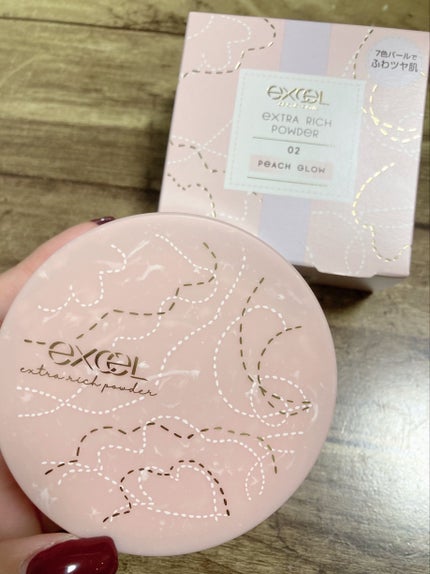 7色パールで
ふわツヤ肌
excel
EXTRA RICH
POWDER
02
PEACH GLOW
excel
extra rich powder